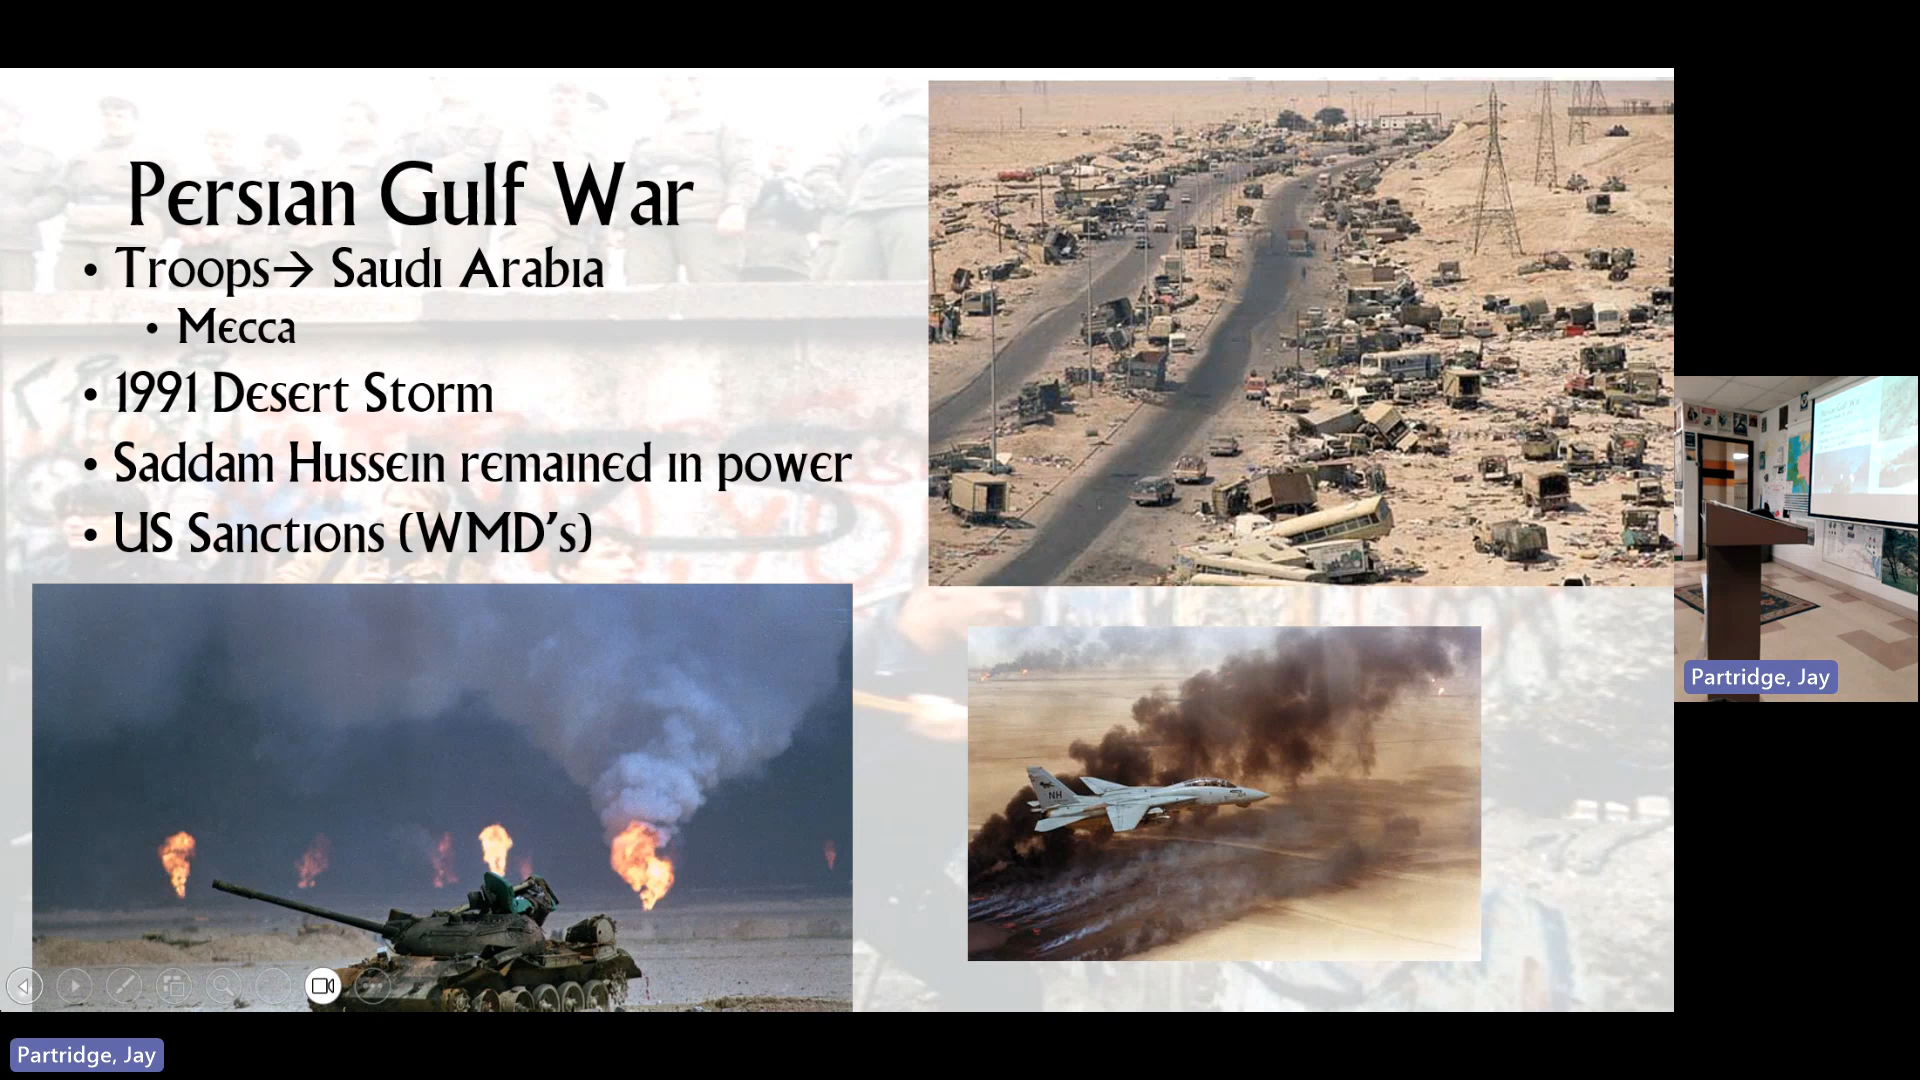 Persian Gulf War
• Troops→ Saudi Arabia
• Mecca
• 1991 Desert Storm
• Saddam Hussein remained in power
• US Sanctions (WMD's)
NH
Partridge, Jay
Partridge, Jay